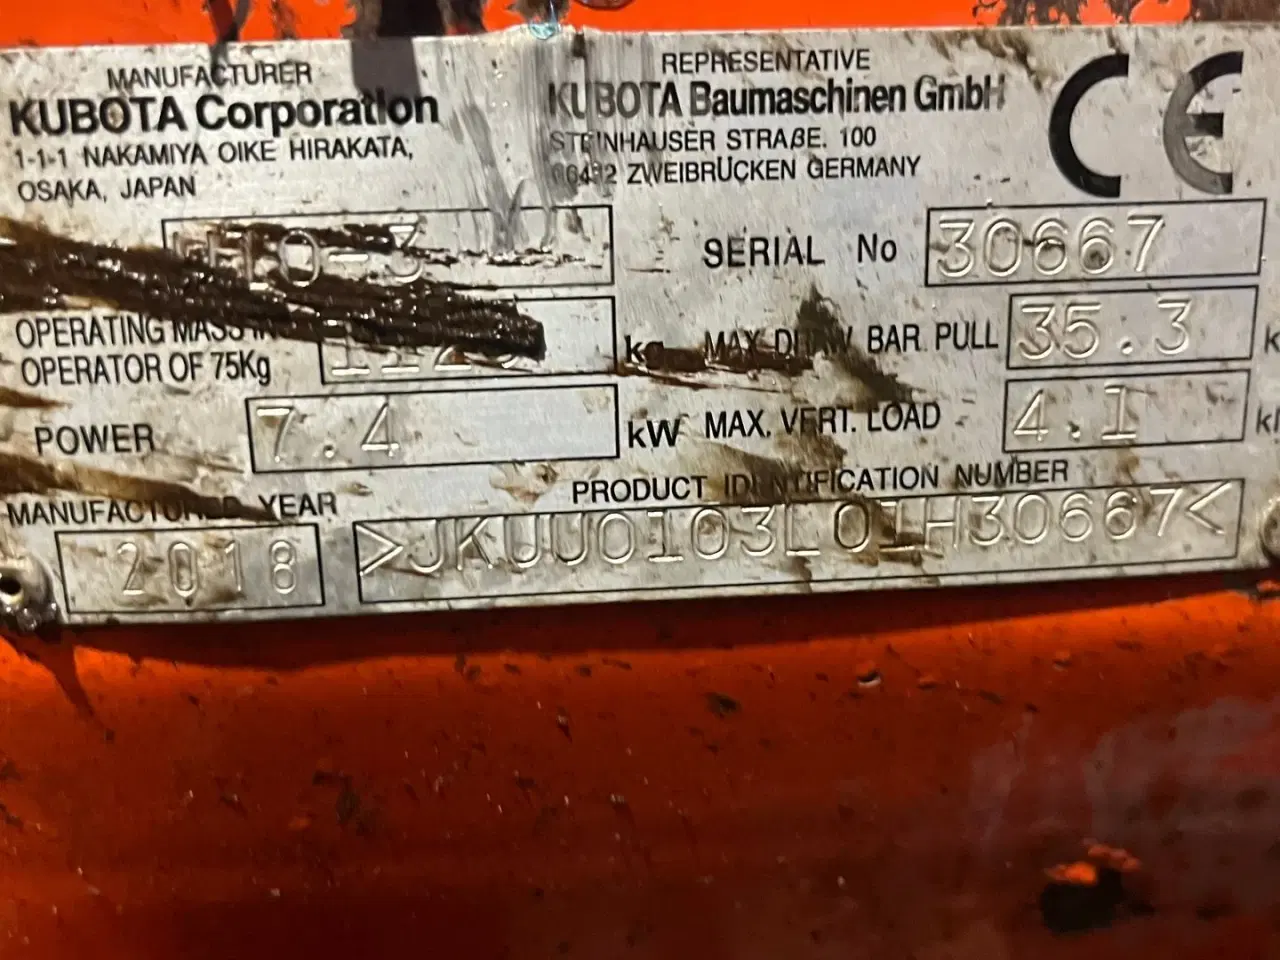 MANUFACTURER
KUBOTA Corporation
1-1-1 NAKAMIYA OIKE HIRAKATA,
OSAKA, JAPAN
REPRESENTATIVE
KUBOTA Baumaschinen GmbH
STEINHAUSER STRAßE. 100
ZWEIBRÜCKEN GERMANY
CE
SERIAL No 30667
OPERATING MASS
OPERATOR OF 75Kg
kg MAX. DRAW BAR PULL 35.3 k
POWER 7.4 kW MAX. VERT. LOAD 4.1
MANUFACTURED YEAR 2018
PRODUCT IDENTIFICATION NUMBER
>JKUU0103L01H30667<